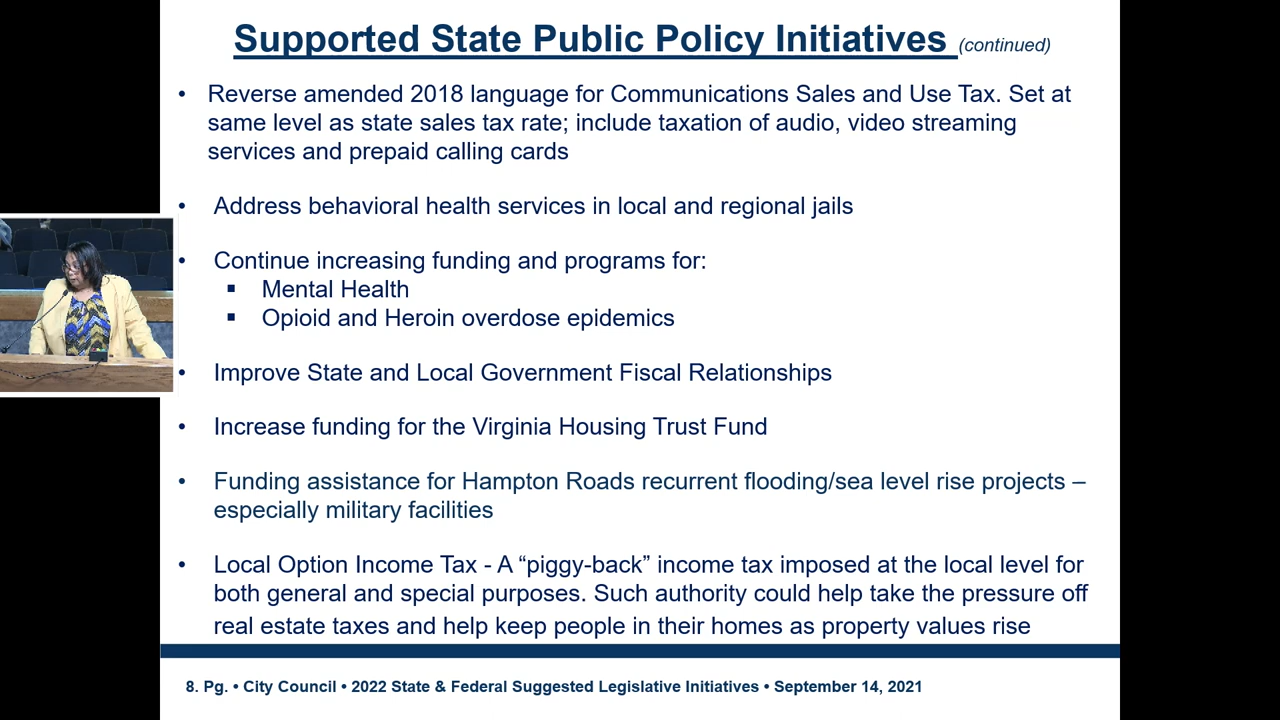 Supported State Public Policy Initiatives (continued)
• Reverse amended 2018 language for Communications Sales and Use Tax. Set at
same level as state sales tax rate; include taxation of audio, video streaming
services and prepaid calling cards
• Address behavioral health services in local and regional jails
• Continue increasing funding and programs for:
▪ Mental Health
▪ Opioid and Heroin overdose epidemics
• Improve State and Local Government Fiscal Relationships
• Increase funding for the Virginia Housing Trust Fund
• Funding assistance for Hampton Roads recurrent flooding/sea level rise projects –
especially military facilities
• Local Option Income Tax - A “piggy-back” income tax imposed at the local level for
both general and special purposes. Such authority could help take the pressure off
real estate taxes and help keep people in their homes as property values rise
8. Pg. • City Council • 2022 State & Federal Suggested Legislative Initiatives • September 14, 2021